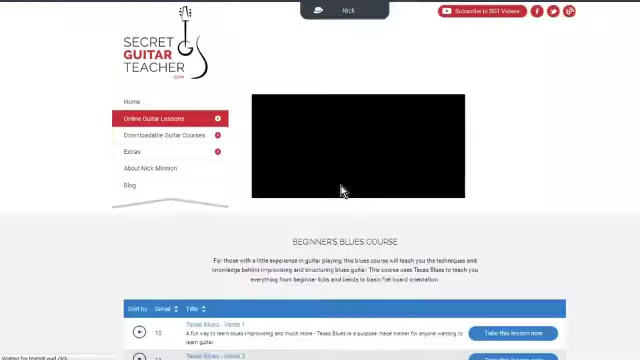 Nick
Subscribe to SGT Videos
SECRET
GUITAR
TEACHER
.COM
Home
Online Guitar Lessons
Downloadable Guitar Courses
Extras
About Nick Minnion
Blog
BEGINNER'S BLUES COURSE
For those with a little experience in guitar playing, this blues course will teach you the techniques and
knowledge behind improvising and structuring blues guitar. This course uses Texas Blues to teach you
everything from beginner licks and bends to basic fret board orientation.
Sort by Serial Title
10 Texas Blues - Verse 1
A fun way to learn blues improvising and much more - Texas Blues is a purpose made trainer for anyone wanting to
learn guitar
Take this lesson now
11 Texas Blues - Verse 2